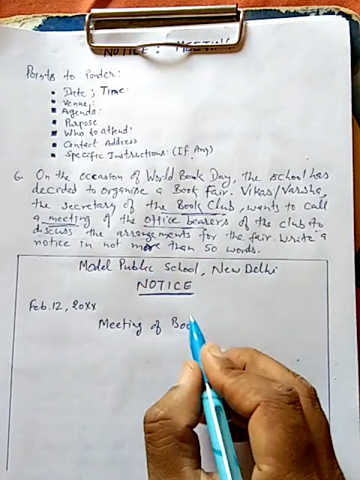 NOTICE: MEETING
Points to Ponder:
▪ Date; Time:
▪ Venue:
▪ Agenda:
▪ Purpose
▪ Who to attend:
▪ Contact Address
▪ Specific Instructions: (If Any)
6. On the occasion of World Book Day, the school has
decided to organise a Book fair. Vikas/Varsha,
the secretary of the Book Club, wants to call
a meeting of the office bearers of the club to
discuss the arrangements for the fair. Write a
notice in not more than 50 words.
Model Public School, New Delhi
NOTICE
Feb.12, 20XX
Meeting of Boo